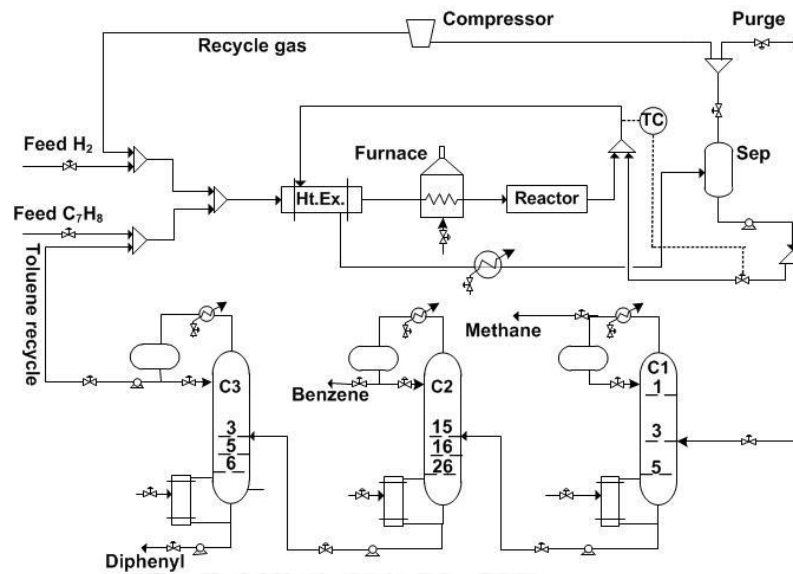 Compressor
Purge
Recycle gas
TC
Feed H₂
Furnace
Sep
Ht.Ex.
Reactor
Feed C₇H₈
Toluene recycle
Methane
C3
C2
C1
1
Benzene
3
5
6
15
16
26
3
5
Diphenyl